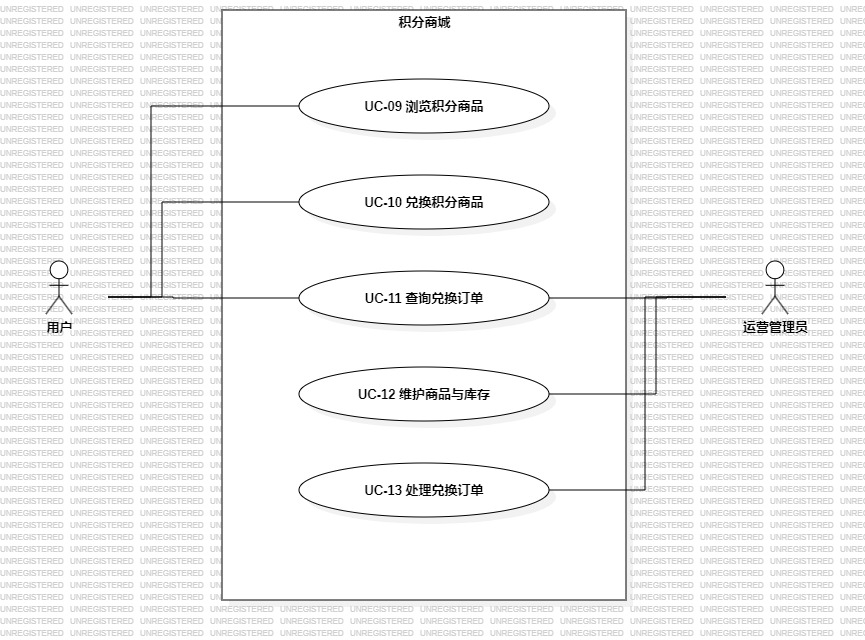 积分商城
UC-09 浏览积分商品
UC-10 兑换积分商品
UC-11 查询兑换订单
用户
运营管理员
UC-12 维护商品与库存
UC-13 处理兑换订单
UNREGISTERED